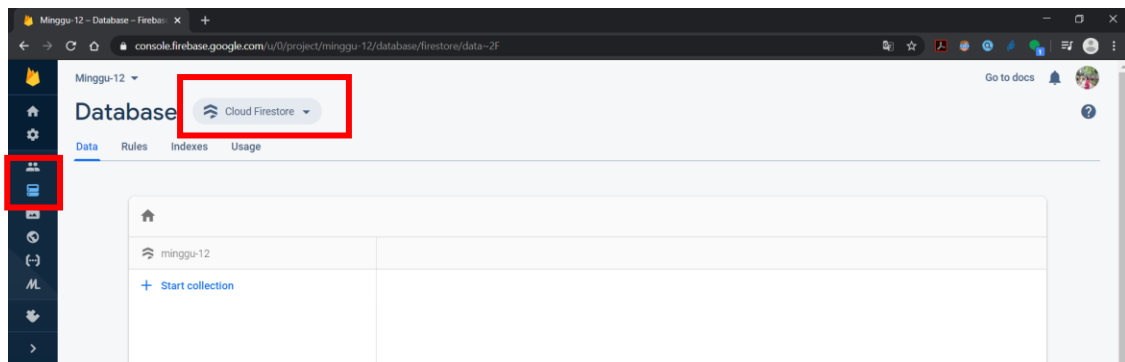 Minggu-12 – Database – Firebas
console.firebase.google.com/u/0/project/minggu-12/database/firestore/data~2F
Minggu-12
Go to docs
Database
Cloud Firestore
Data Rules Indexes Usage
minggu-12
+ Start collection